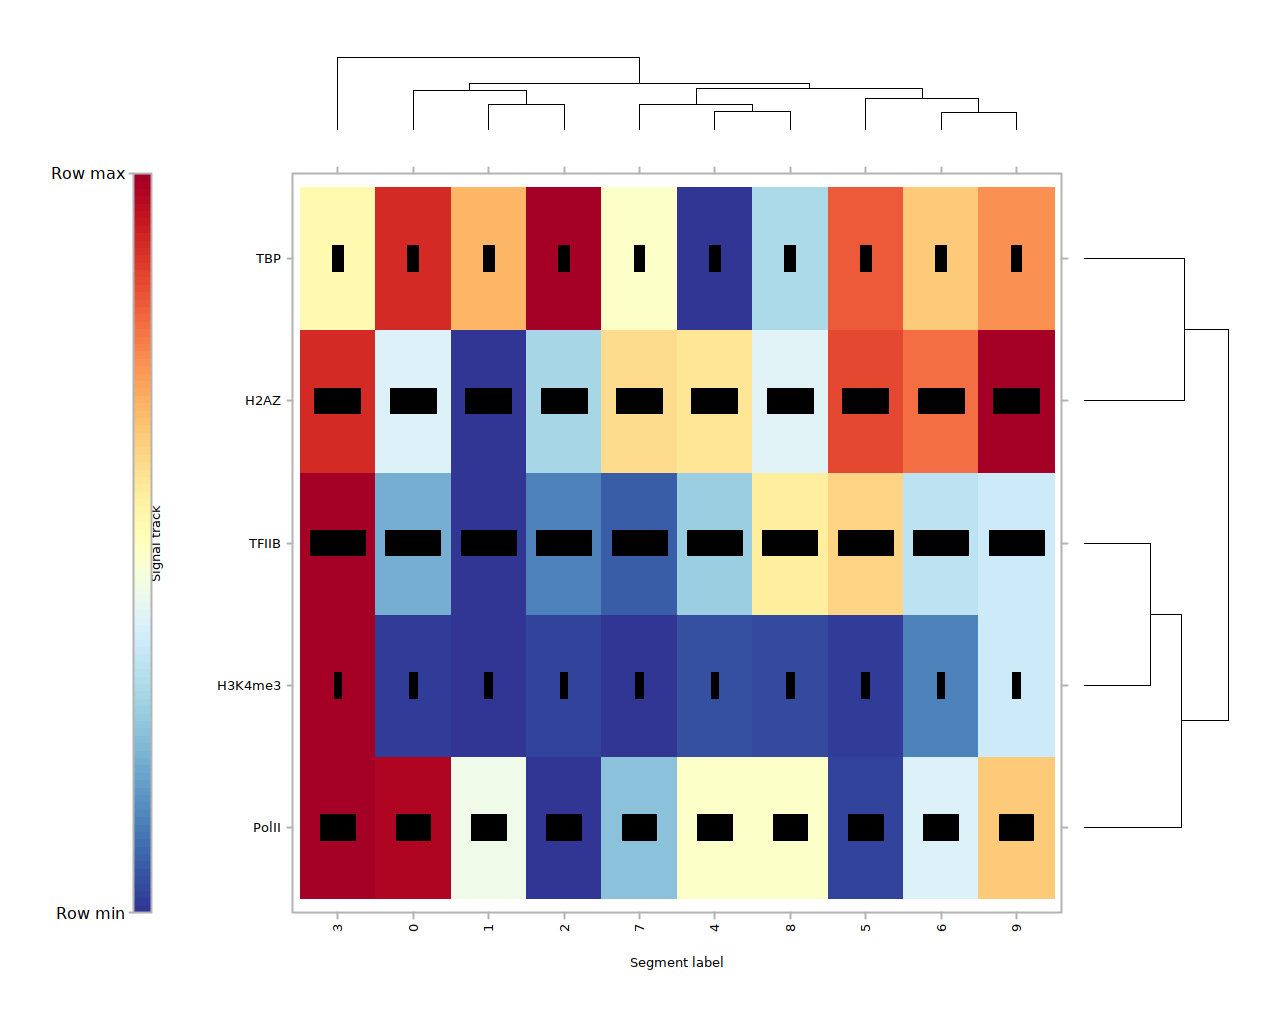 Row max
Signal track
Row min
TBP
H2AZ
TFIIB
H3K4me3
PolII
3 0 1 2 7 4 8 5 6 9
Segment label